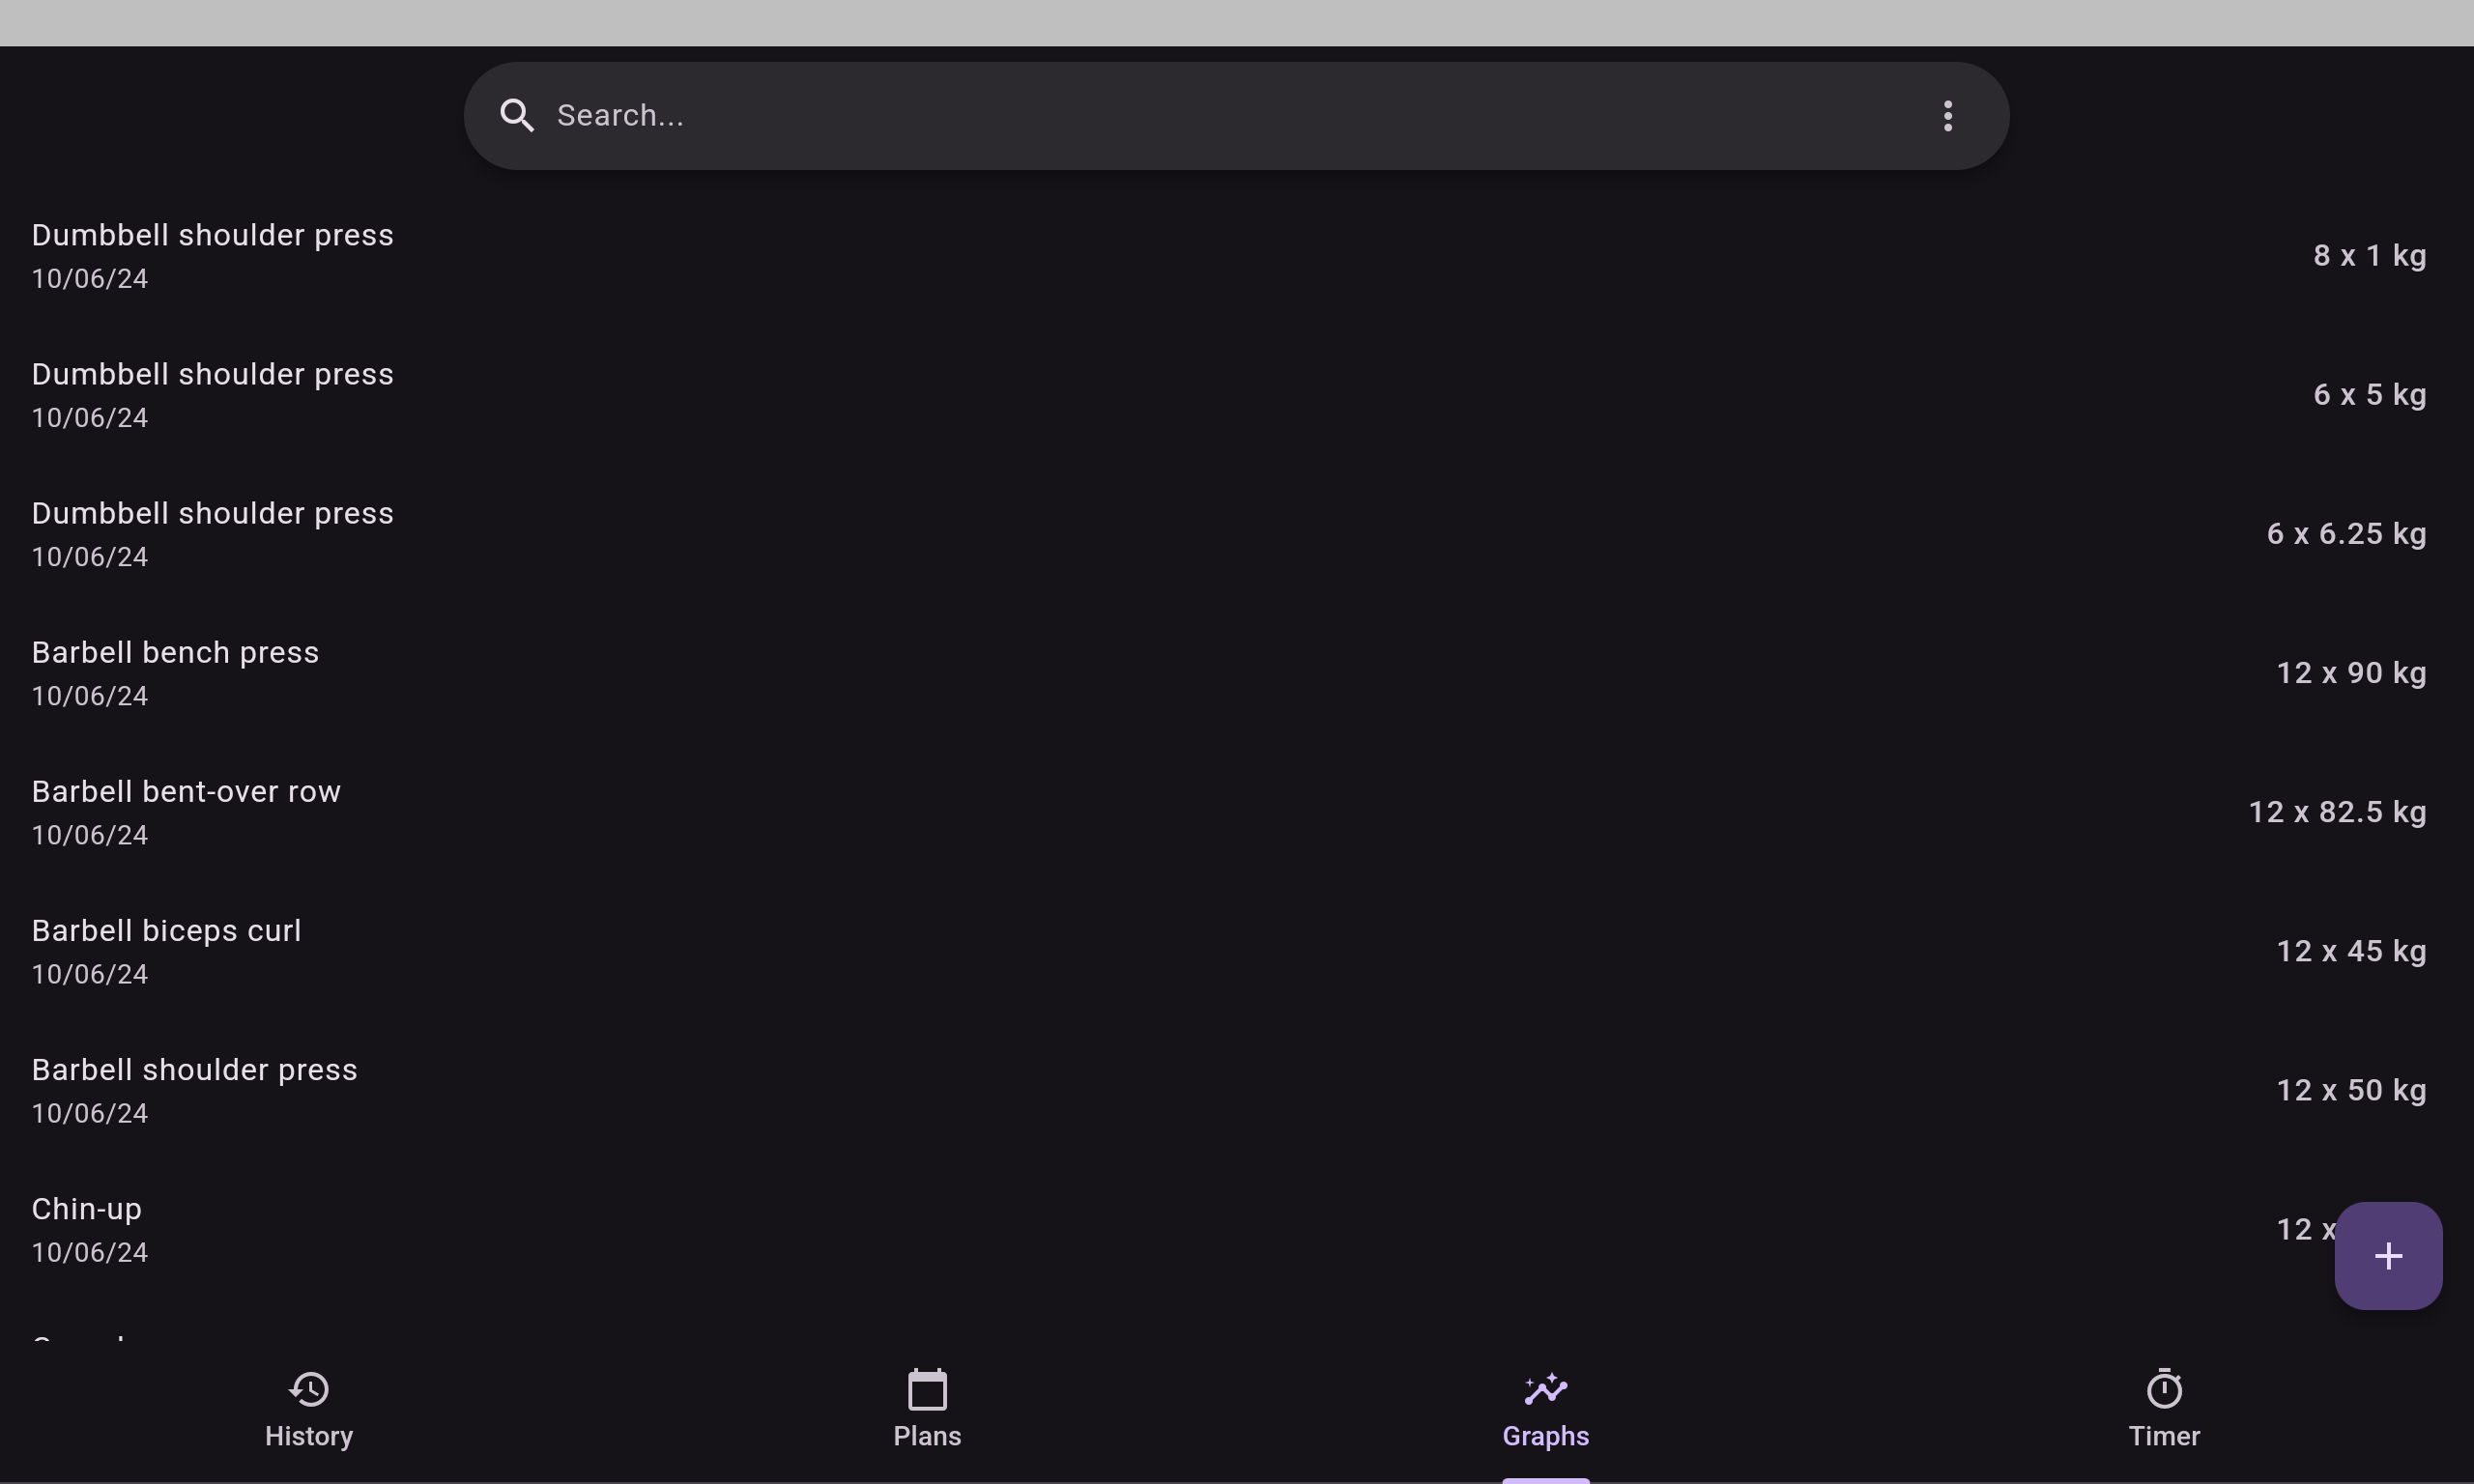 Search...
Dumbbell shoulder press
10/06/24
8 x 1 kg
Dumbbell shoulder press
10/06/24
6 x 5 kg
Dumbbell shoulder press
10/06/24
6 x 6.25 kg
Barbell bench press
10/06/24
12 x 90 kg
Barbell bent-over row
10/06/24
12 x 82.5 kg
Barbell biceps curl
10/06/24
12 x 45 kg
Barbell shoulder press
10/06/24
12 x 50 kg
Chin-up
10/06/24
12 x
History
Plans
Graphs
Timer